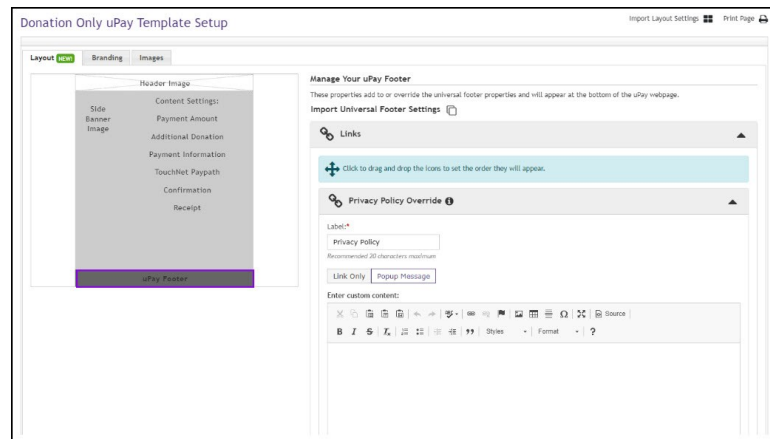 Donation Only uPay Template Setup
Import Layout Settings Print Page
Layout NEW! Branding Images
Header Image
Side
Banner
Image
Content Settings:
Payment Amount
Additional Donation
Payment Information
TouchNet Paypath
Confirmation
Receipt
uPay Footer
Manage Your uPay Footer
These properties add to or override the universal footer properties and will appear at the bottom of the uPay webpage.
Import Universal Footer Settings
Links
Click to drag and drop the icons to set the order they will appear.
Privacy Policy Override
Label:*
Privacy Policy
Recommended 20 characters maximum
Link Only Popup Message
Enter custom content:
Source
B I S Tx Styles Format ?